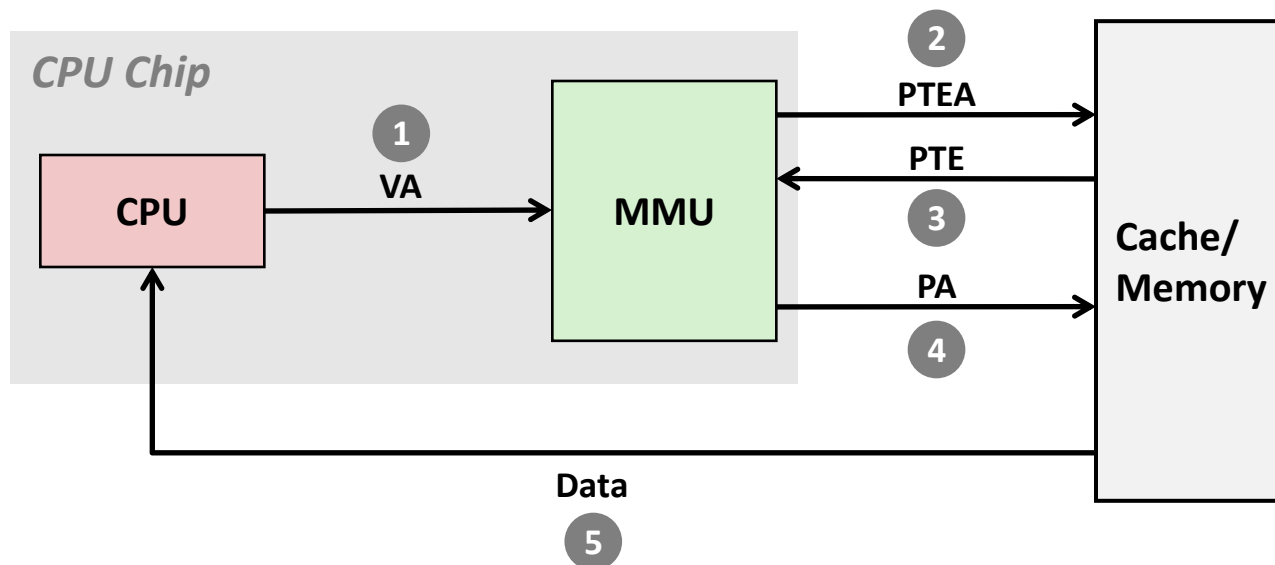 CPU Chip
2
PTEA
1
VA
PTE
3
CPU
MMU
Cache/
Memory
PA
4
Data
5